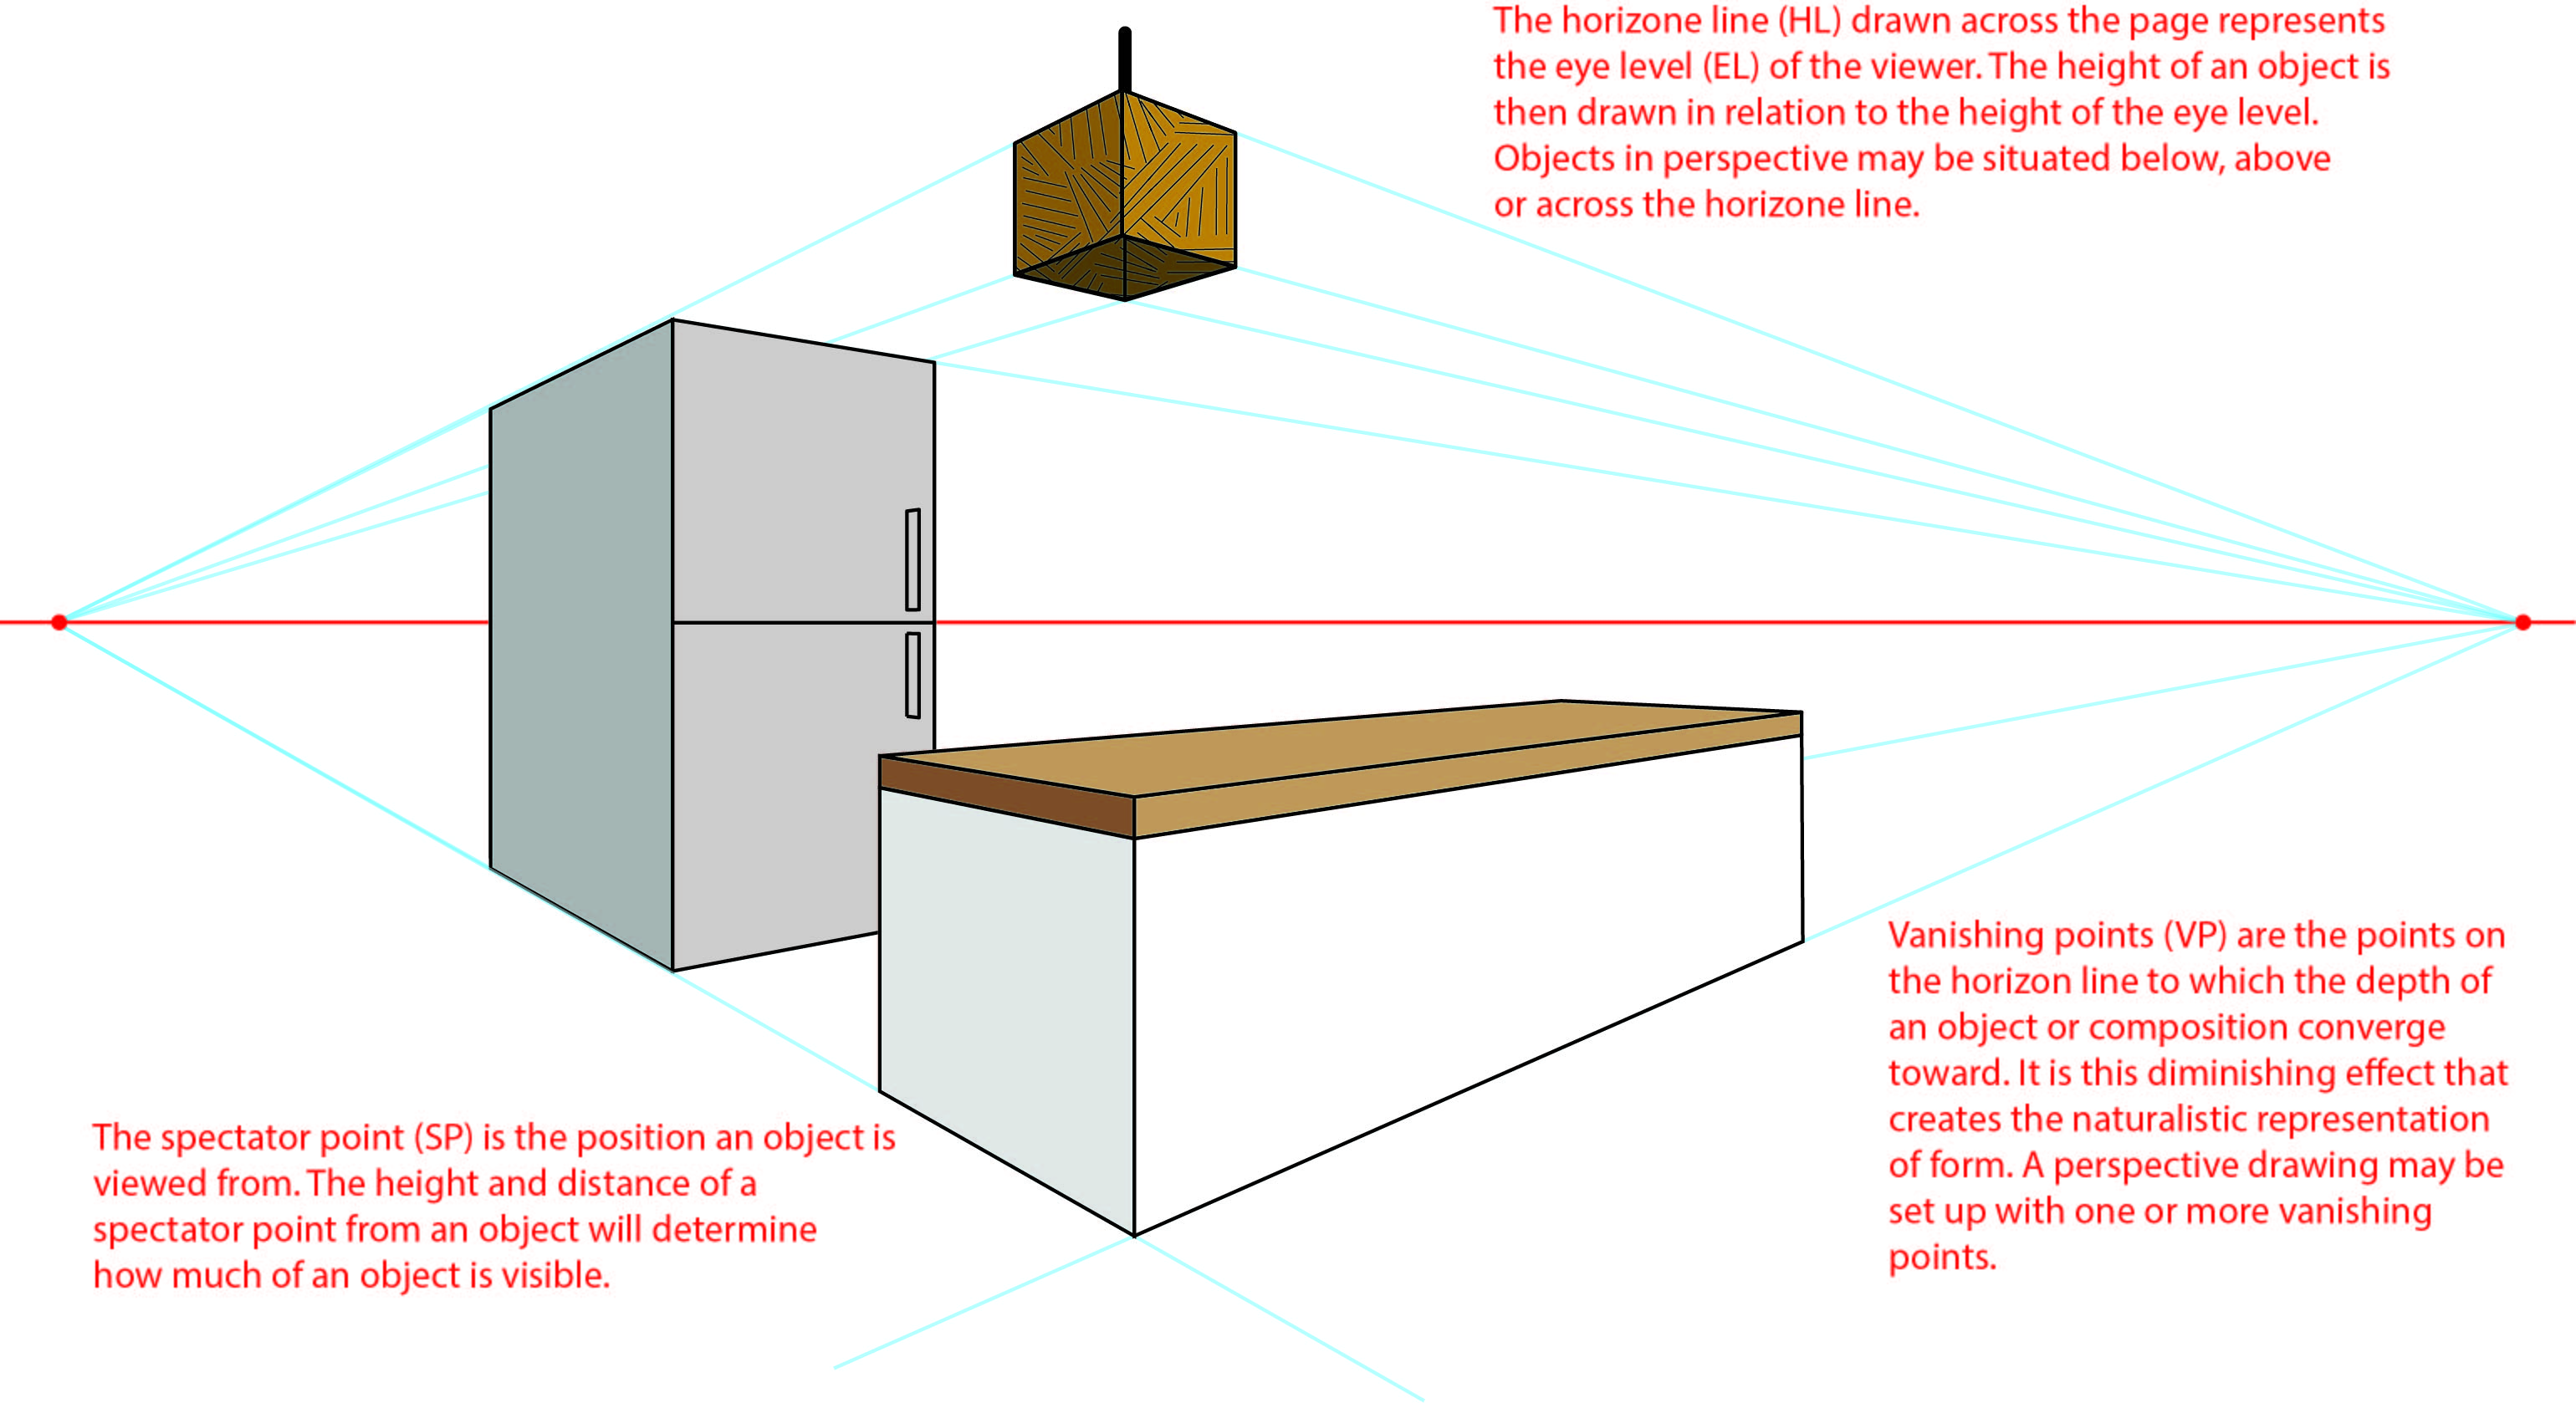 The horizone line (HL) drawn across the page represents
the eye level (EL) of the viewer. The height of an object is
then drawn in relation to the height of the eye level.
Objects in perspective may be situated below, above
or across the horizone line.
Vanishing points (VP) are the points on
the horizon line to which the depth of
an object or composition converge
toward. It is this diminishing effect that
creates the naturalistic representation
of form. A perspective drawing may be
set up with one or more vanishing
points.
The spectator point (SP) is the position an object is
viewed from. The height and distance of a
spectator point from an object will determine
how much of an object is visible.